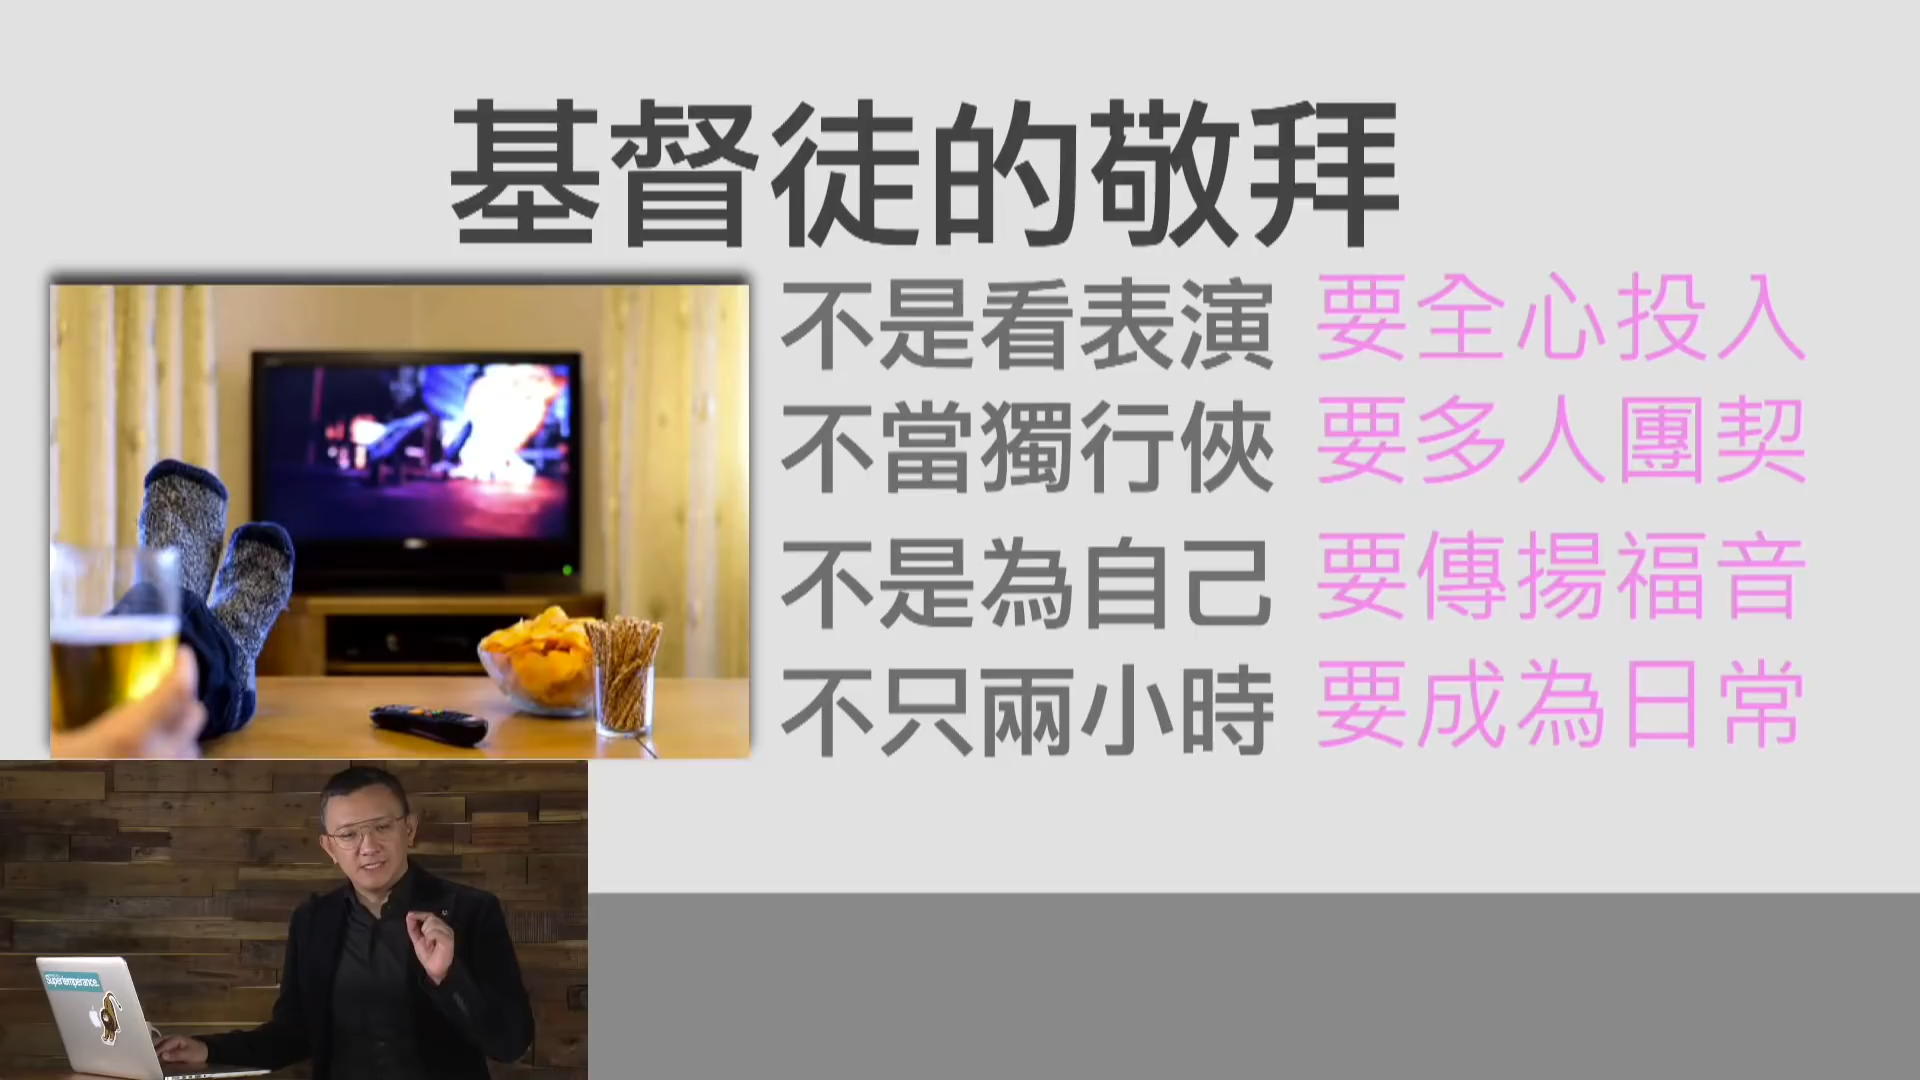 基督徒的敬拜
不是看表演 要全心投入
不當獨行俠 要多人團契
不是為自己 要傳揚福音
不只兩小時 要成為日常
Supertemperance.